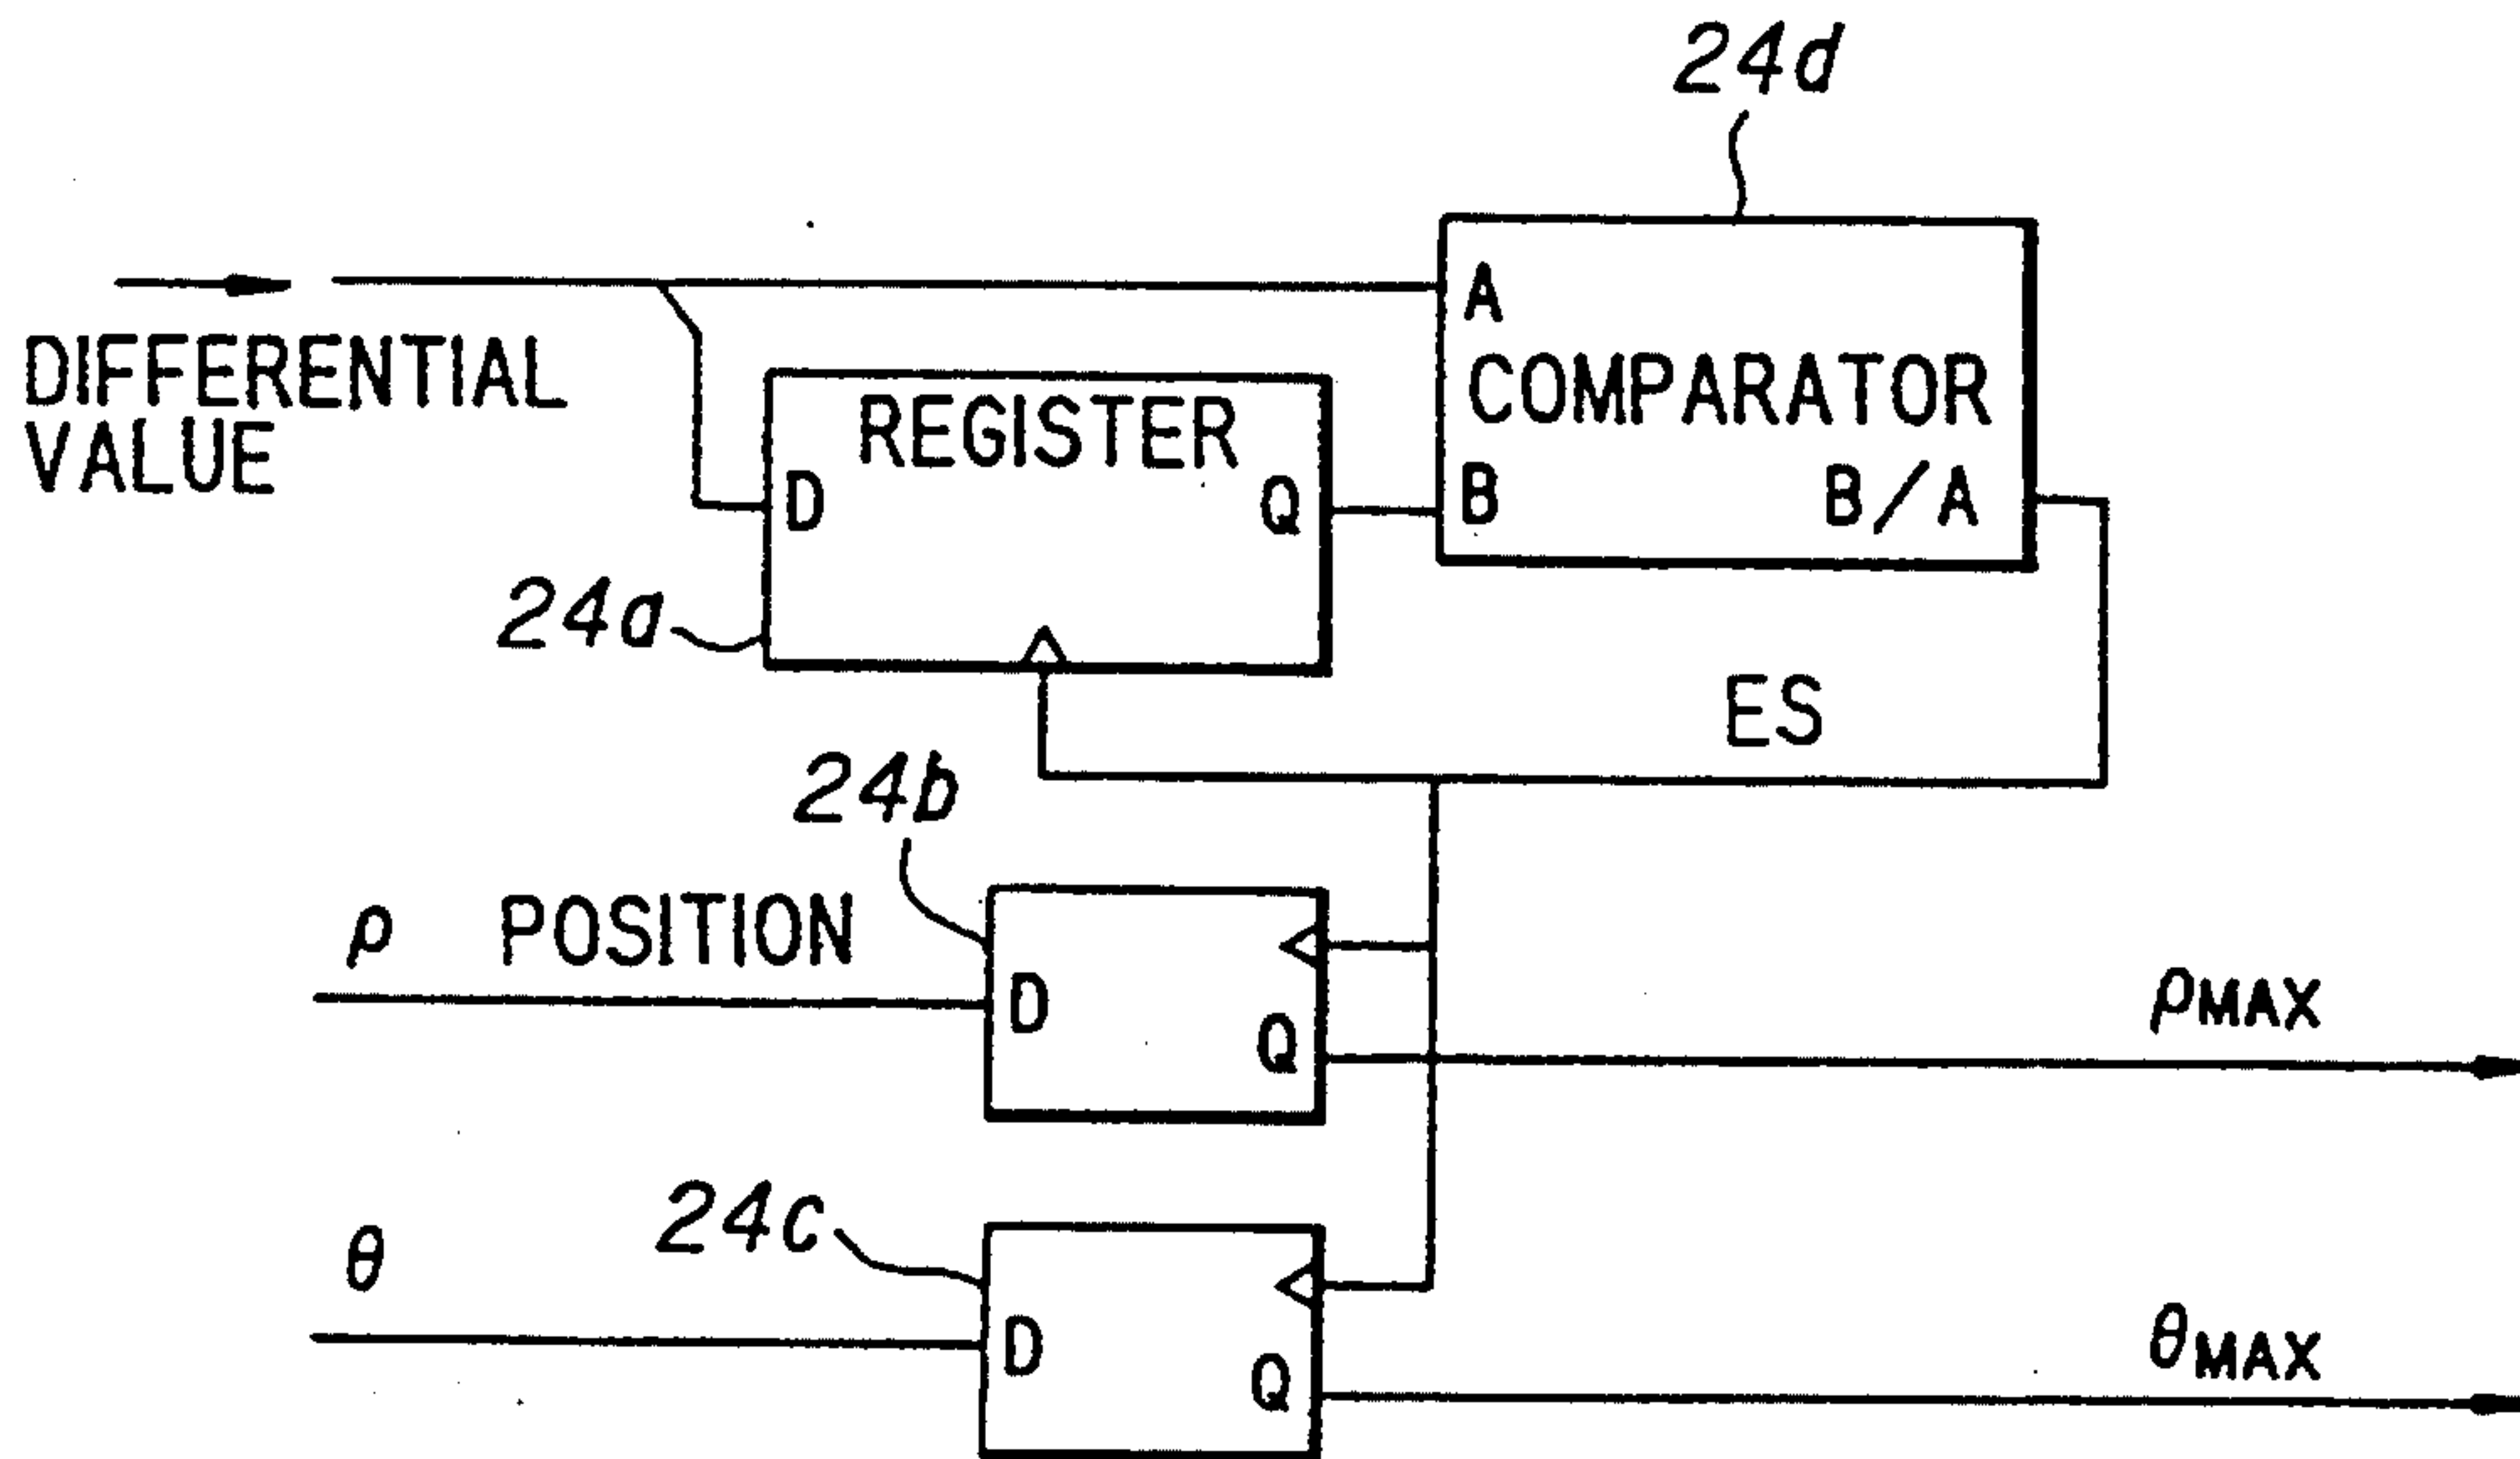 24d
DIFFERENTIAL
VALUE
A
COMPARATOR
B
B/A
REGISTER
D
Q
24a
ES
24b
ρ POSITION
D
Q
ρMAX
24c
θ
D
Q
θMAX